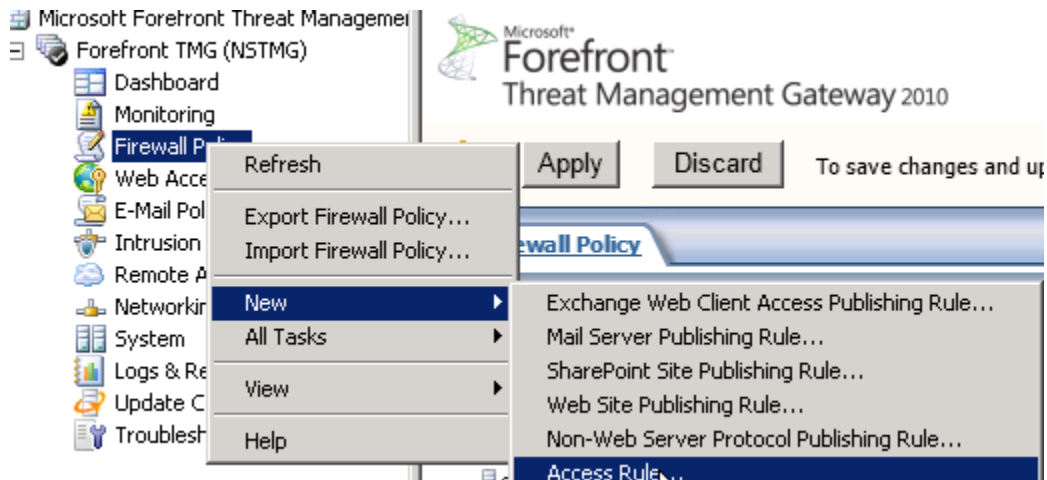 Microsoft Forefront Threat Managemen
Forefront TMG (NSTMG)
Dashboard
Monitoring
Firewall P
Web Acce
E-Mail Pol
Intrusion
Remote A
Networkin
System
Logs & Re
Update C
Troublesh
Refresh
Export Firewall Policy...
Import Firewall Policy...
New
All Tasks
View
Help
Microsoft
Forefront
Threat Management Gateway 2010
Apply
Discard
To save changes and up
ewall Policy
Exchange Web Client Access Publishing Rule...
Mail Server Publishing Rule...
SharePoint Site Publishing Rule...
Web Site Publishing Rule...
Non-Web Server Protocol Publishing Rule...
Access Rule...